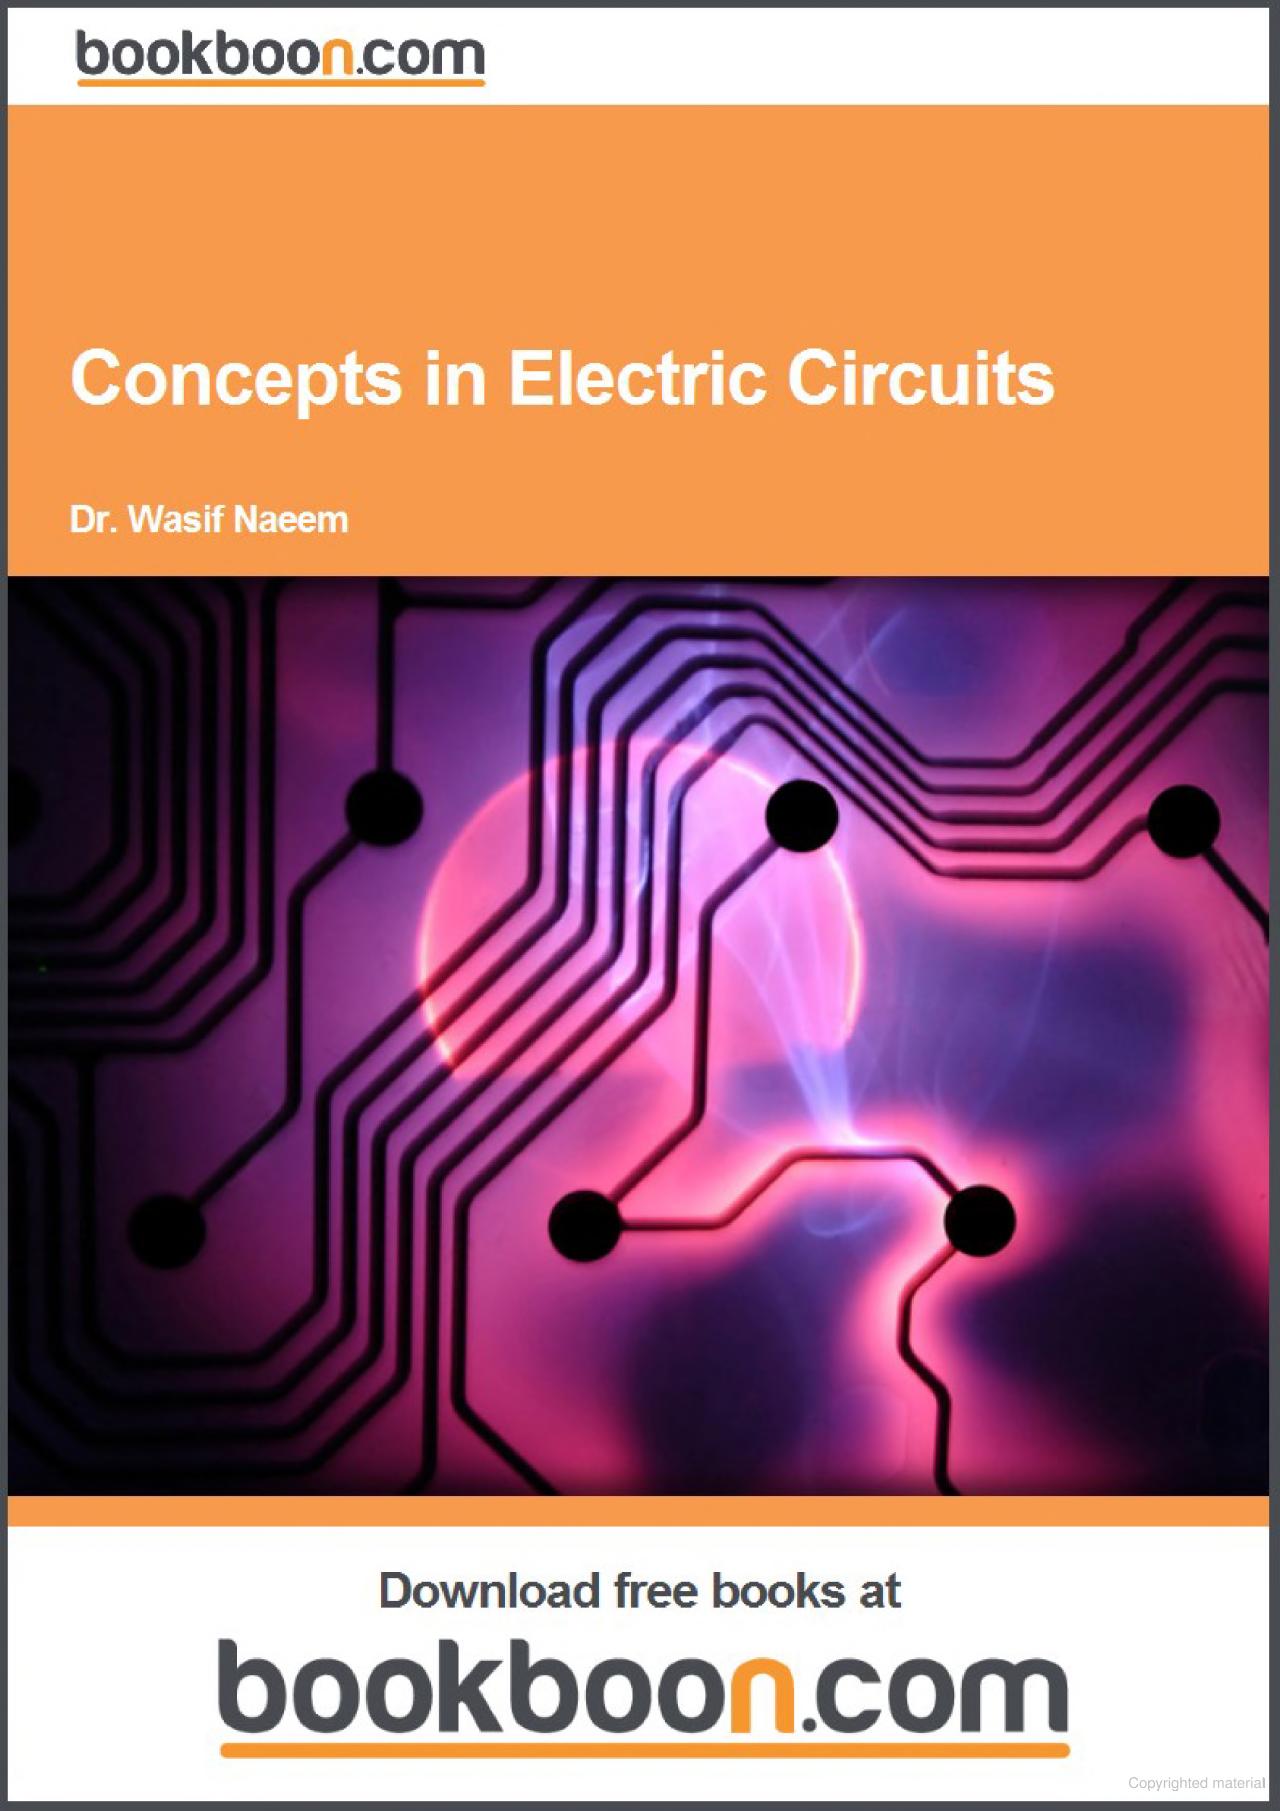 bookboon.com
Concepts in Electric Circuits
Dr. Wasif Naeem
Download free books at
bookboon.com
Copyrighted material